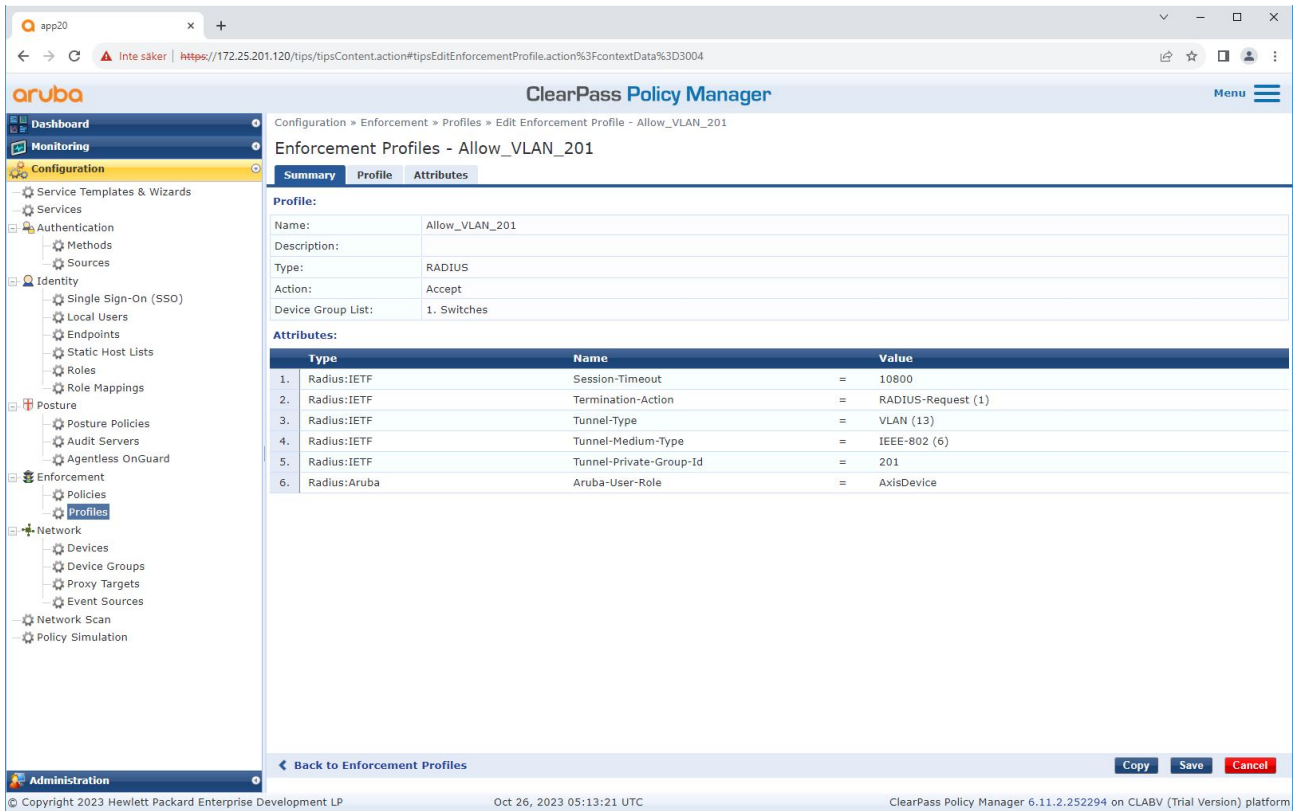 app20
Inte säker https://172.25.201.120/tips/tipsContent.action#tipsEditEnforcementProfile.action%3FcontextData%3D3004
aruba
ClearPass Policy Manager
Menu
Dashboard
Monitoring
Configuration
Service Templates & Wizards
Services
Authentication
Methods
Sources
Identity
Single Sign-On (SSO)
Local Users
Endpoints
Static Host Lists
Roles
Role Mappings
Posture
Posture Policies
Audit Servers
Agentless OnGuard
Enforcement
Policies
Profiles
Network
Devices
Device Groups
Proxy Targets
Event Sources
Network Scan
Policy Simulation
Administration
Configuration » Enforcement » Profiles » Edit Enforcement Profile - Allow_VLAN_201
Enforcement Profiles - Allow_VLAN_201
Summary Profile Attributes
Profile:
Name: Allow_VLAN_201
Description:
Type: RADIUS
Action: Accept
Device Group List: 1. Switches
Attributes:
Type Name Value
1. Radius:IETF Session-Timeout = 10800
2. Radius:IETF Termination-Action = RADIUS-Request (1)
3. Radius:IETF Tunnel-Type = VLAN (13)
4. Radius:IETF Tunnel-Medium-Type = IEEE-802 (6)
5. Radius:IETF Tunnel-Private-Group-Id = 201
6. Radius:Aruba Aruba-User-Role = AxisDevice
Back to Enforcement Profiles
Copy Save Cancel
© Copyright 2023 Hewlett Packard Enterprise Development LP Oct 26, 2023 05:13:21 UTC ClearPass Policy Manager 6.11.2.252294 on CLABV (Trial Version) platform